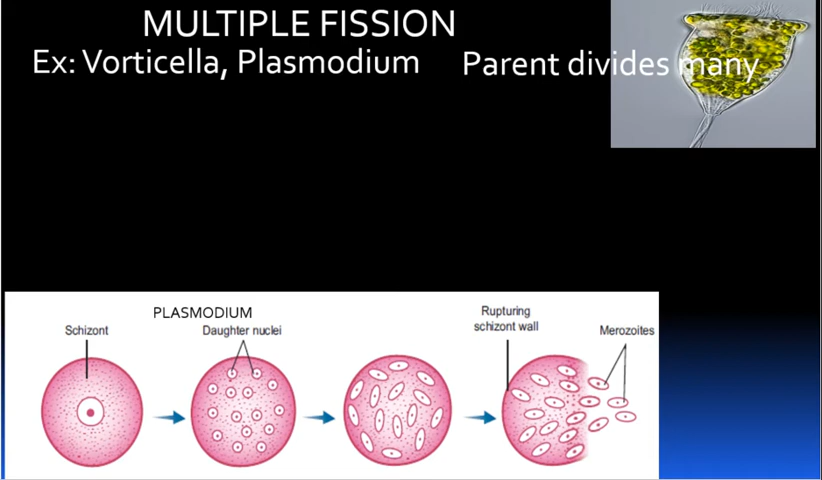 MULTIPLE FISSION
Ex: Vorticella, Plasmodium
Parent divides many
PLASMODIUM
Schizont
Daughter nuclei
Rupturing
schizont wall
Merozoites